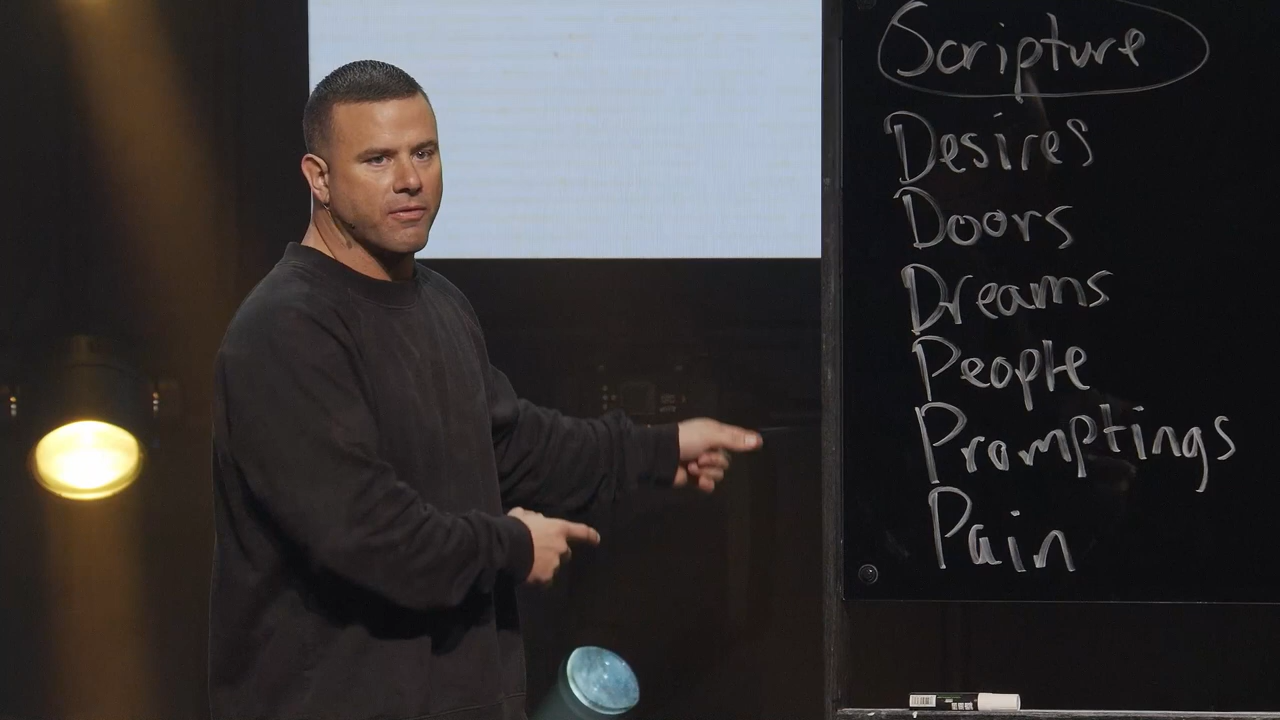 Scripture
Desires
Doors
Dreams
People
Promptings
Pain